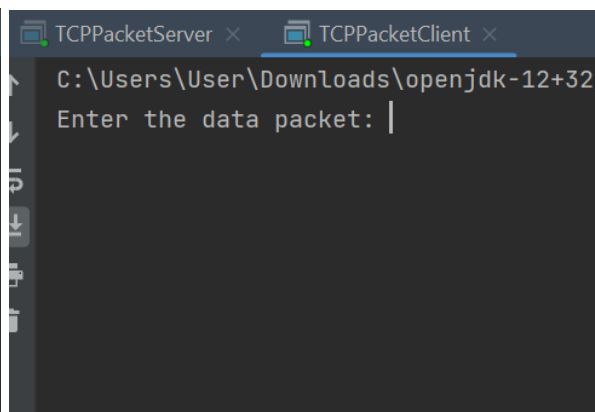 TCPPacketServer
TCPPacketClient
C:\Users\User\Downloads\openjdk-12+32
Enter the data packet: